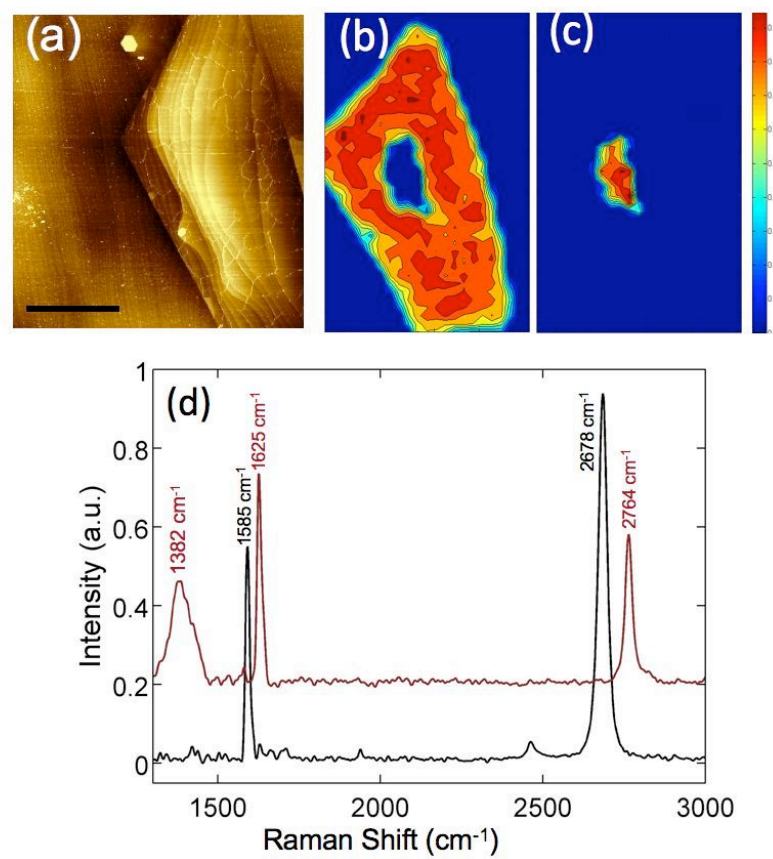 (a)
(b)
(c)
(d)
1382 cm⁻¹
1585 cm⁻¹
1625 cm⁻¹
2678 cm⁻¹
2764 cm⁻¹
1
0.8
0.6
0.4
0.2
0
Intensity (a.u.)
1500
2000
2500
3000
Raman Shift (cm⁻¹)